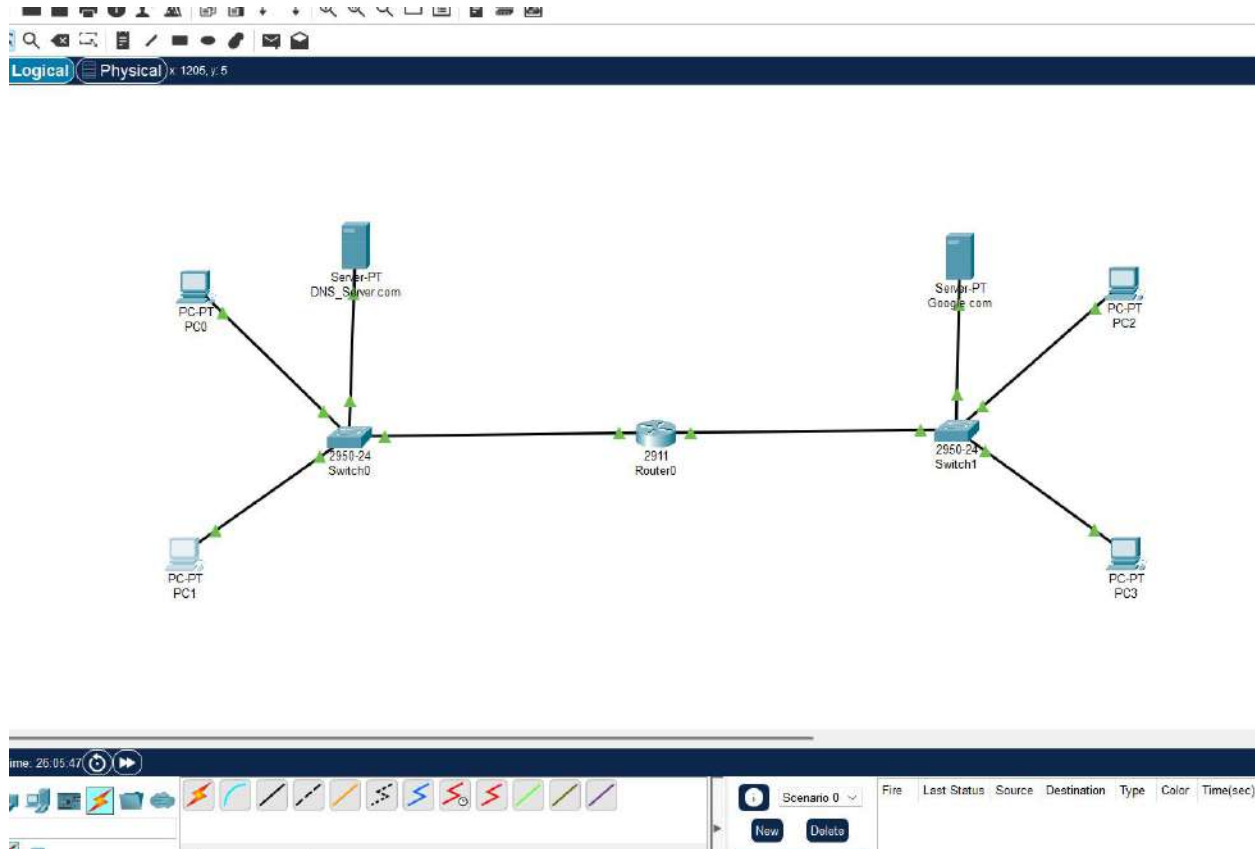 Logical Physical x: 1205, y: 5
Server-PT
DNS_Server.com
PC-PT
PC0
Server-PT
Google.com
PC-PT
PC2
2950-24
Switch0
2911
Router0
2950-24
Switch1
PC-PT
PC1
PC-PT
PC3
ime: 26:05:47
Scenario 0
Fire Last Status Source Destination Type Color Time(sec)
New Delete